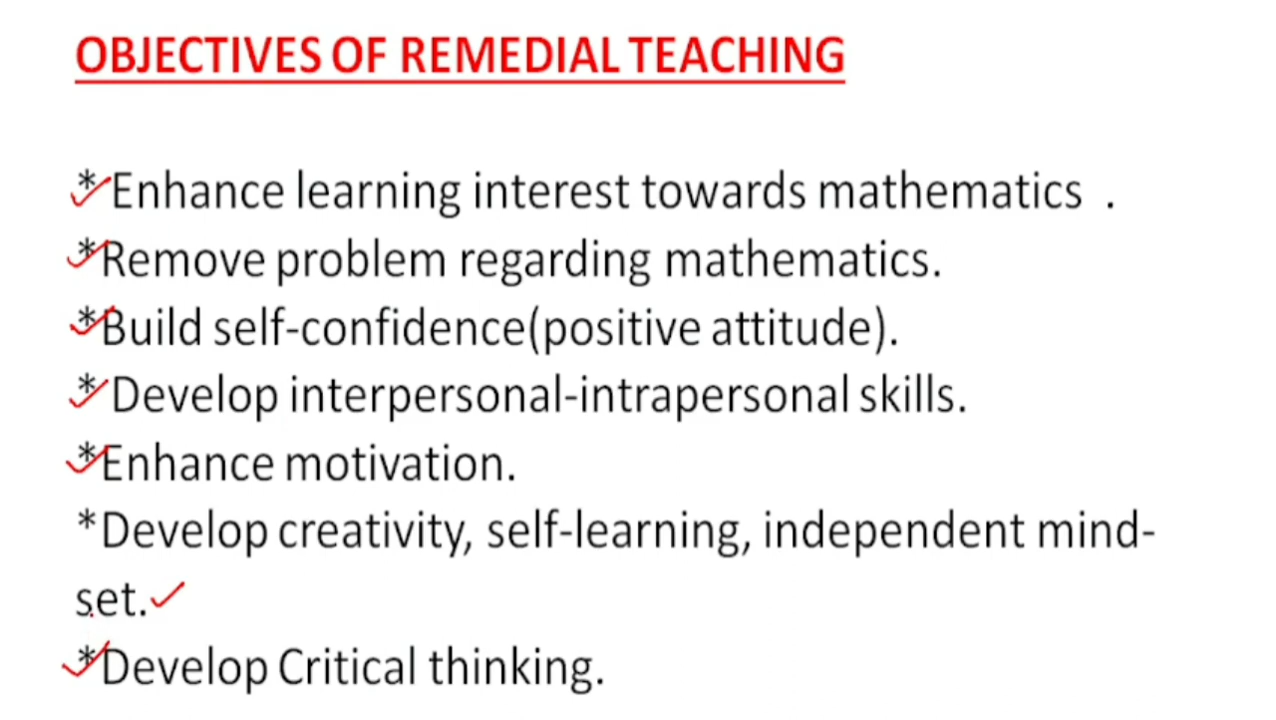 OBJECTIVES OF REMEDIAL TEACHING
*Enhance learning interest towards mathematics .
*Remove problem regarding mathematics.
*Build self-confidence(positive attitude).
* Develop interpersonal-intrapersonal skills.
*Enhance motivation.
*Develop creativity, self-learning, independent mind-
set.
*Develop Critical thinking.